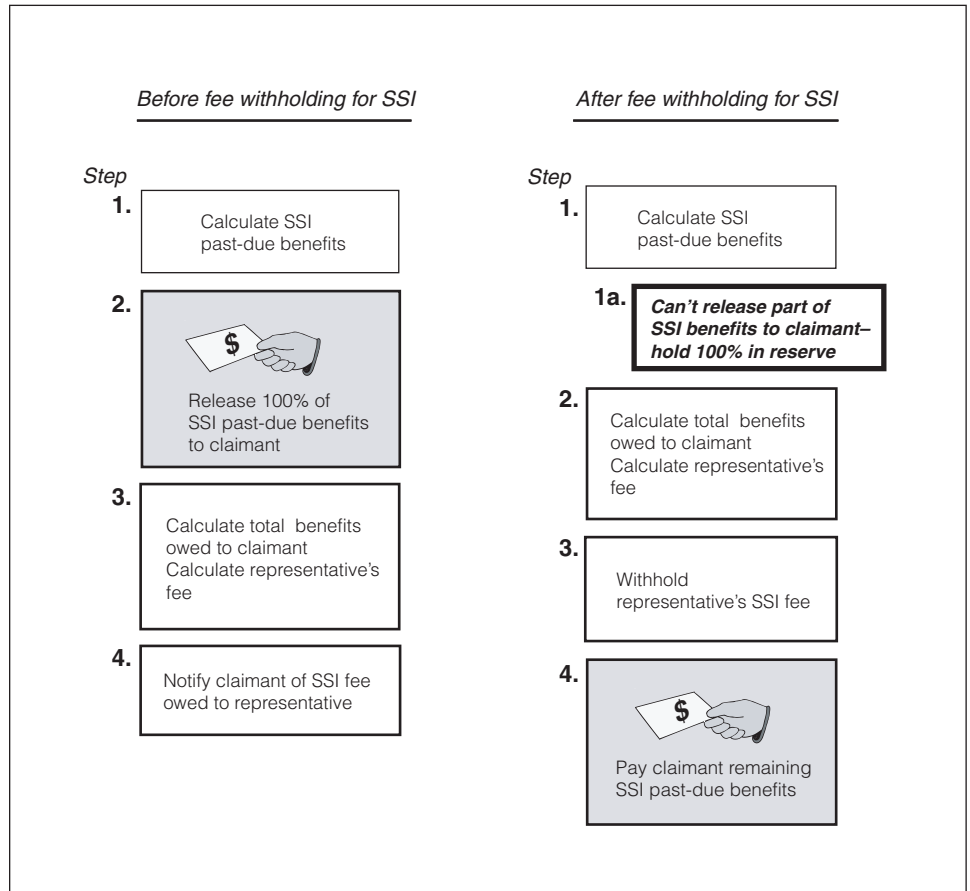 Before fee withholding for SSI
Step
1.
Calculate SSI
past-due benefits
2.
$
Release 100% of
SSI past-due benefits
to claimant
3.
Calculate total benefits
owed to claimant
Calculate representative's
fee
4.
Notify claimant of SSI fee
owed to representative
After fee withholding for SSI
Step
1.
Calculate SSI
past-due benefits
1a.
Can't release part of
SSI benefits to claimant–
hold 100% in reserve
2.
Calculate total benefits
owed to claimant
Calculate representative's
fee
3.
Withhold
representative's SSI fee
4.
$
Pay claimant remaining
SSI past-due benefits